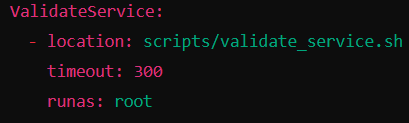 ValidateService:
  - location: scripts/validate_service.sh
    timeout: 300
    runas: root